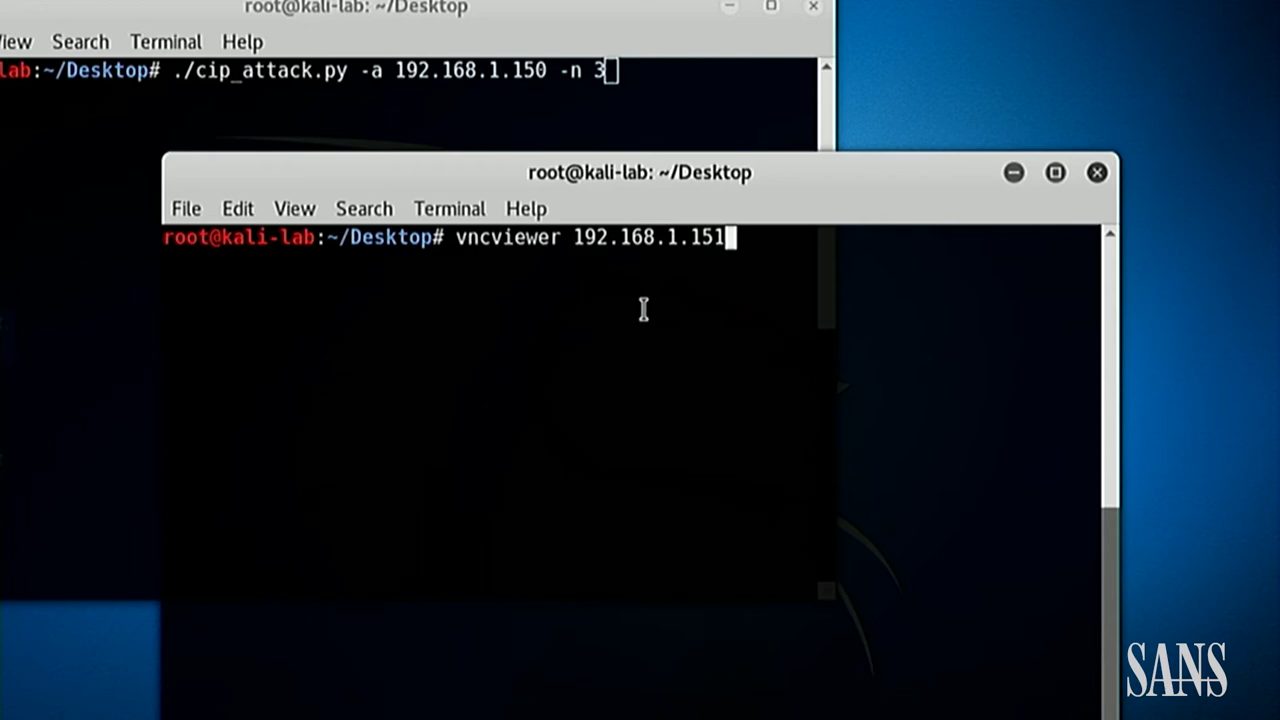 root@kali-lab: ~/Desktop
View Search Terminal Help
lab:~/Desktop# ./cip_attack.py -a 192.168.1.150 -n 3
root@kali-lab: ~/Desktop
File Edit View Search Terminal Help
root@kali-lab:~/Desktop# vncviewer 192.168.1.151
SANS